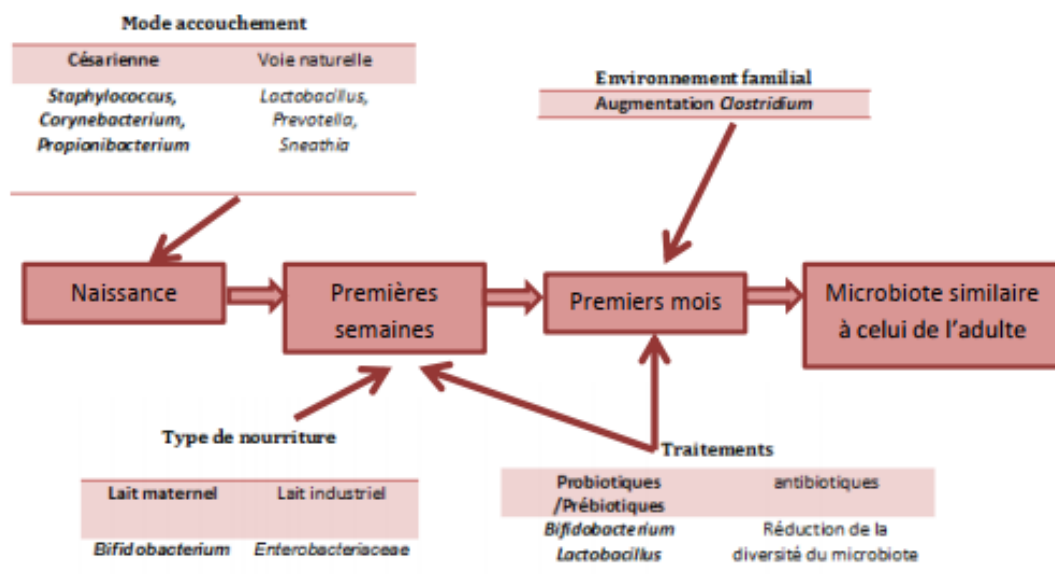 Mode accouchement
Césarienne Voie naturelle
Staphylococcus, Lactobacillus,
Corynebacterium, Prevotella,
Propionibacterium Sneathia
Environnement familial
Augmentation Clostridium
Naissance
Premières
semaines
Premiers mois
Microbiote similaire
à celui de l'adulte
Type de nourriture
Lait maternel Lait industriel
Bifidobacterium Enterobacteriaceae
Traitements
Probiotiques antibiotiques
/Prébiotiques
Bifidobacterium Réduction de la
Lactobacillus diversité du microbiote